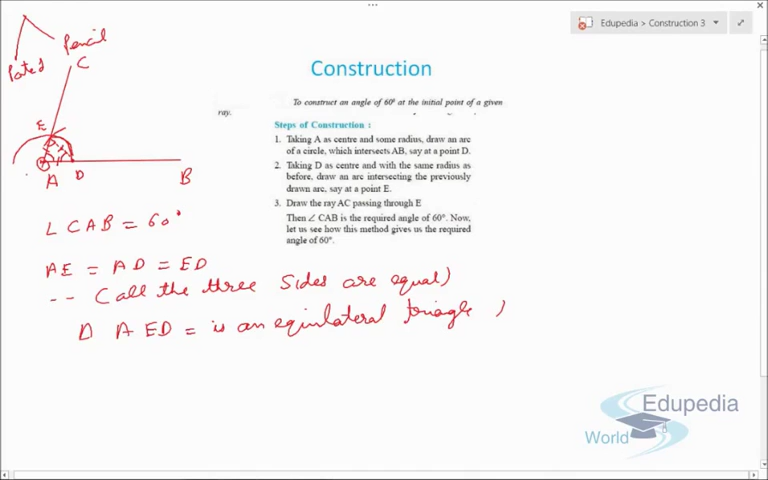 Edupedia > Construction 3
Pencil
C
E
A D B
Construction
To construct an angle of 60° at the initial point of a given
ray.
Steps of Construction :
1. Taking A as centre and some radius, draw an arc
of a circle, which intersects AB, say at a point D.
2. Taking D as centre and with the same radius as
before, draw an arc intersecting the previously
drawn arc, say at a point E.
3. Draw the ray AC passing through E
Then ∠ CAB is the required angle of 60°. Now,
let us see how this method gives us the required
angle of 60°.
∠ CAB = 60°
AE = AD = ED
-- (all the three sides are equal)
Δ AED = is an equilateral triangle ,
Edupedia
World